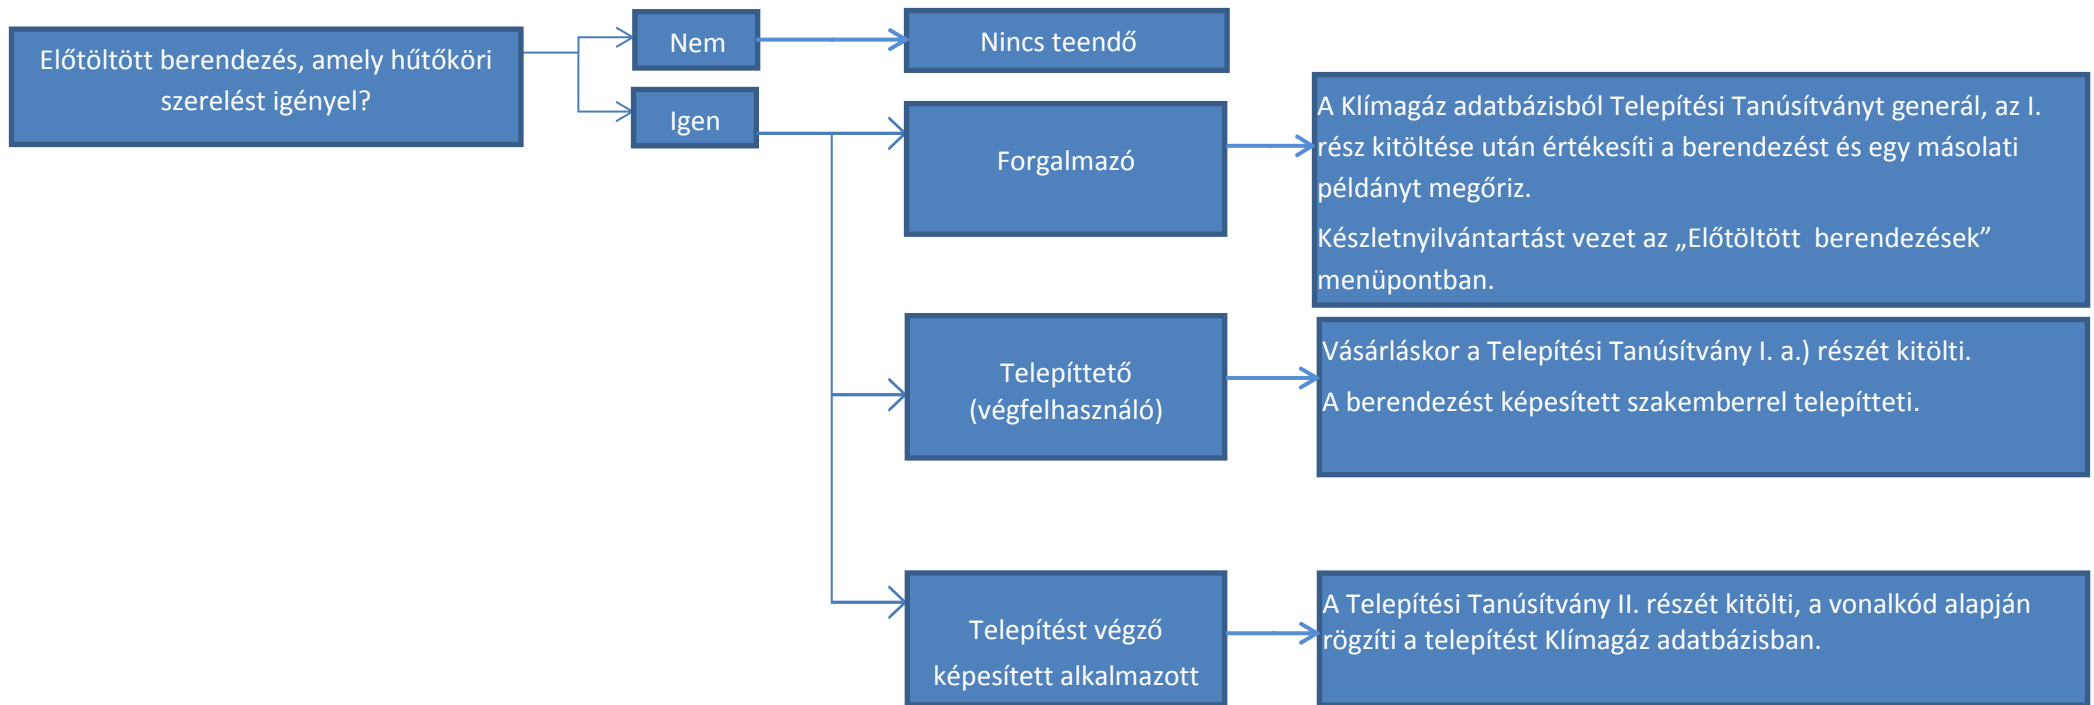 Előtöltött berendezés, amely hűtőköri
szerelést igényel?
Nem
Nincs teendő
Igen
Forgalmazó
A Klímagáz adatbázisból Telepítési Tanúsítványt generál, az I.
rész kitöltése után értékesíti a berendezést és egy másolati
példányt megőriz.
Készletnyilvántartást vezet az „Előtöltött berendezések”
menüpontban.
Telepíttető
(végfelhasználó)
Vásárláskor a Telepítési Tanúsítvány I. a.) részét kitölti.
A berendezést képesített szakemberrel telepítteti.
Telepítést végző
képesített alkalmazott
A Telepítési Tanúsítvány II. részét kitölti, a vonalkód alapján
rögzíti a telepítést Klímagáz adatbázisban.